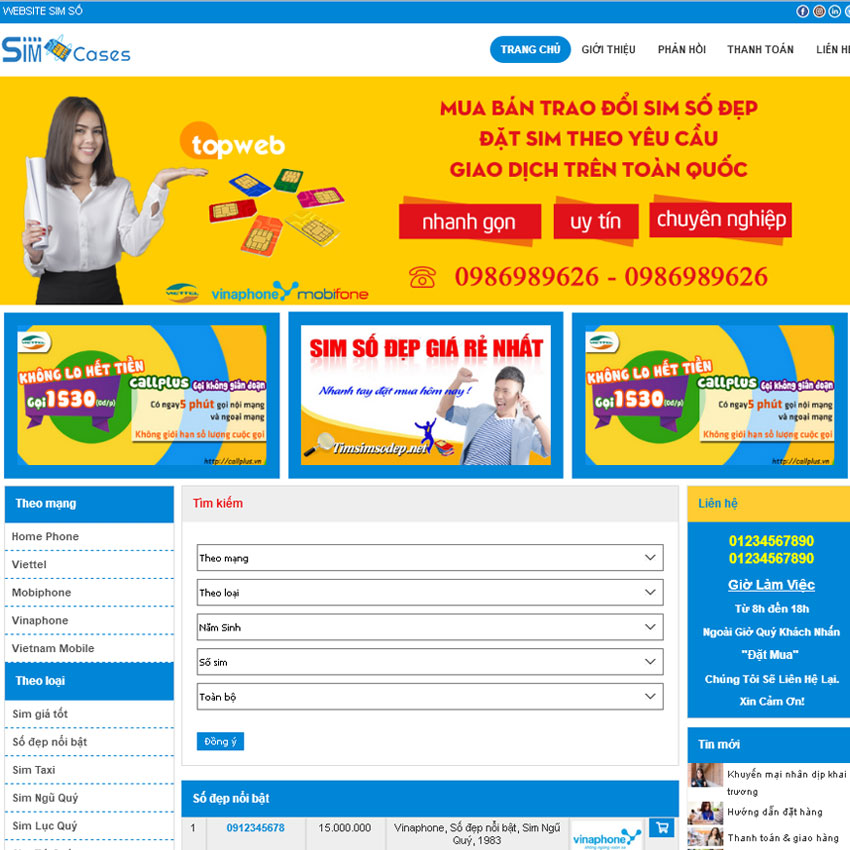 WEBSITE SIM SỐ
SIM Cases
TRANG CHỦ GIỚI THIỆU PHẢN HỒI THANH TOÁN LIÊN
topweb
MUA BÁN TRAO ĐỔI SIM SỐ ĐẸP
ĐẶT SIM THEO YÊU CẦU
GIAO DỊCH TRÊN TOÀN QUỐC
nhanh gọn uy tín chuyên nghiệp
0986989626 - 0986989626
VIETTEL vinaphone mobifone
VIETTEL
KHÔNG LO HẾT TIỀN
Gọi 1530(Đđ/p)
callplus Gọi không gián đoạn
Có ngay 5 phút gọi nội mạng
và ngoại mạng
Không giới hạn số lượng cuộc gọi
http://callplus.vn
SIM SỐ ĐẸP GIÁ RẺ NHẤT
Nhanh tay đặt mua hôm nay !
Timsimsodep.net
VIETTEL
KHÔNG LO HẾT TIỀN
Gọi 1530(Đđ/p)
callplus Gọi không gián đoạn
Có ngay 5 phút gọi nội mạng
và ngoại mạng
Không giới hạn số lượng cuộc gọi
http://callplus.vn
Theo mạng
Home Phone
Viettel
Mobiphone
Vinaphone
Vietnam Mobile
Theo loại
Sim giá tốt
Số đẹp nổi bật
Sim Taxi
Sim Ngũ Quý
Sim Lục Quý
Tìm kiếm
Theo mạng
Theo loại
Năm Sinh
Số sim
Toàn bộ
Đồng ý
Số đẹp nổi bật
1 0912345678 15.000.000 Vinaphone, Số đẹp nổi bật, Sim Ngũ
Quý, 1983
vinaphone
Liên hệ
01234567890
01234567890
Giờ Làm Việc
Từ 8h đến 18h
Ngoài Giờ Quý Khách Nhấn
"Đặt Mua"
Chúng Tôi Sẽ Liên Hệ Lại.
Xin Cảm Ơn!
Tin mới
Khuyến mại nhân dịp khai
trương
Hướng dẫn đặt hàng
Thanh toán & giao hàng